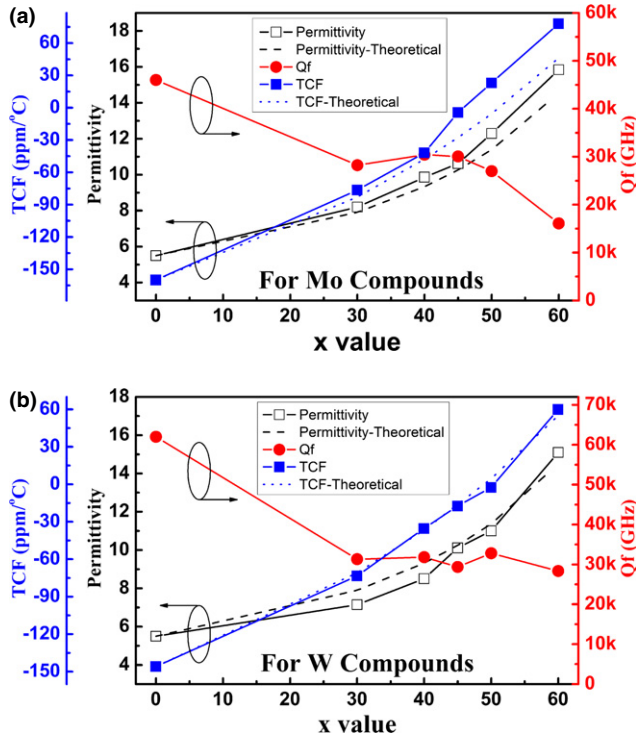 (a)
TCF (ppm/°C)
60
30
0
-30
-60
-90
-120
-150
Permittivity
18
16
14
12
10
8
6
4
Permittivity
Permittivity-Theoretical
Qf
TCF
TCF-Theoretical
For Mo Compounds
0 10 20 30 40 50 60
x value
60k
50k
40k
30k
20k
10k
0
Qf (GHz)
(b)
TCF (ppm/°C)
60
30
0
-30
-60
-90
-120
-150
Permittivity
18
16
14
12
10
8
6
4
Permittivity
Permittivity-Theoretical
Qf
TCF
TCF-Theoretical
For W Compounds
0 10 20 30 40 50 60
x value
70k
60k
50k
40k
30k
20k
10k
0
Qf (GHz)